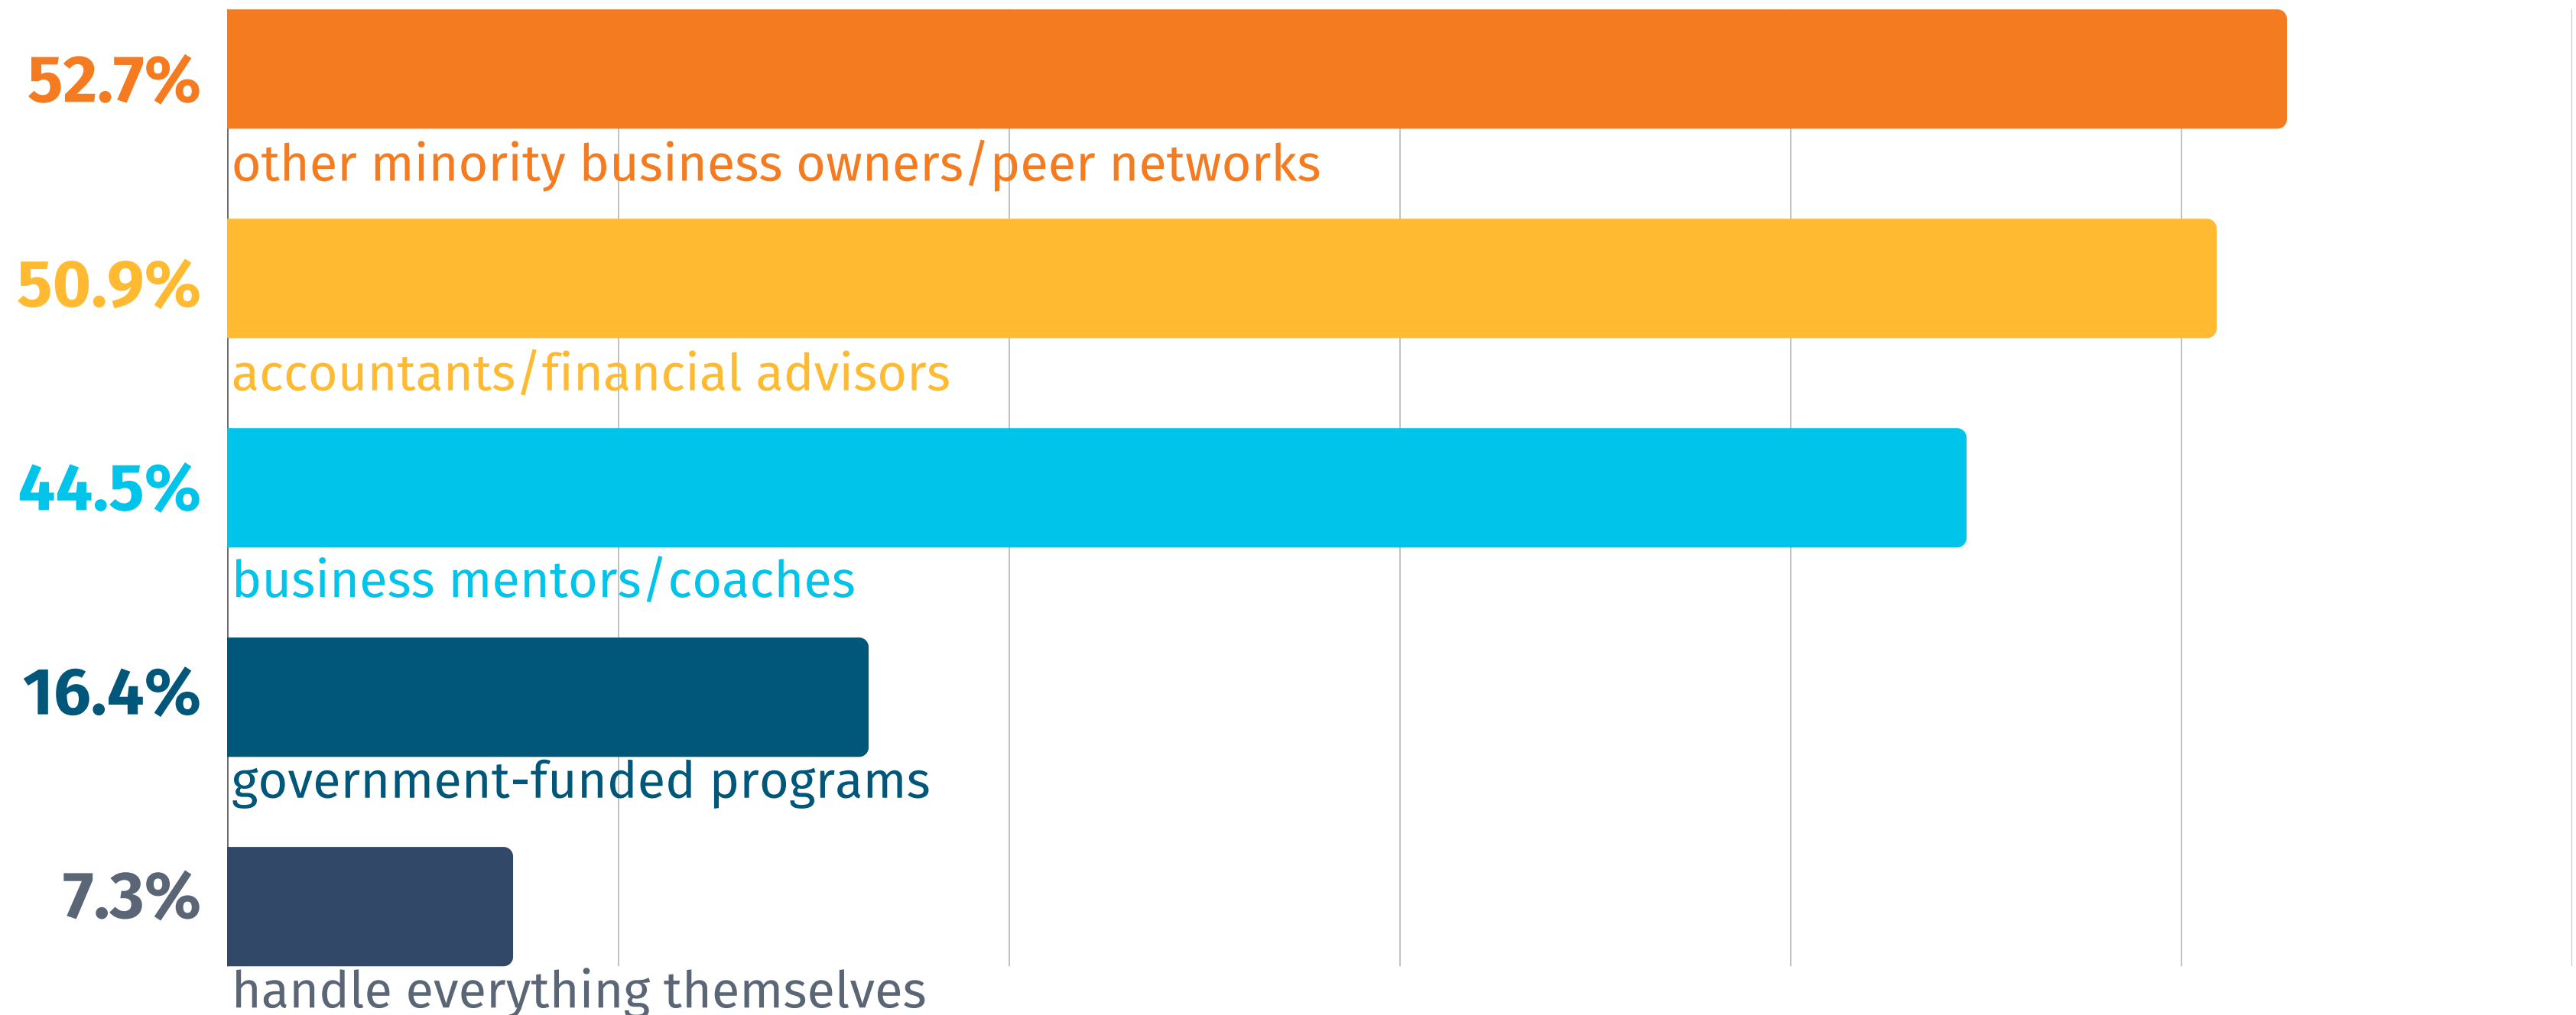 52.7%
other minority business owners/peer networks
50.9%
accountants/financial advisors
44.5%
business mentors/coaches
16.4%
government-funded programs
7.3%
handle everything themselves